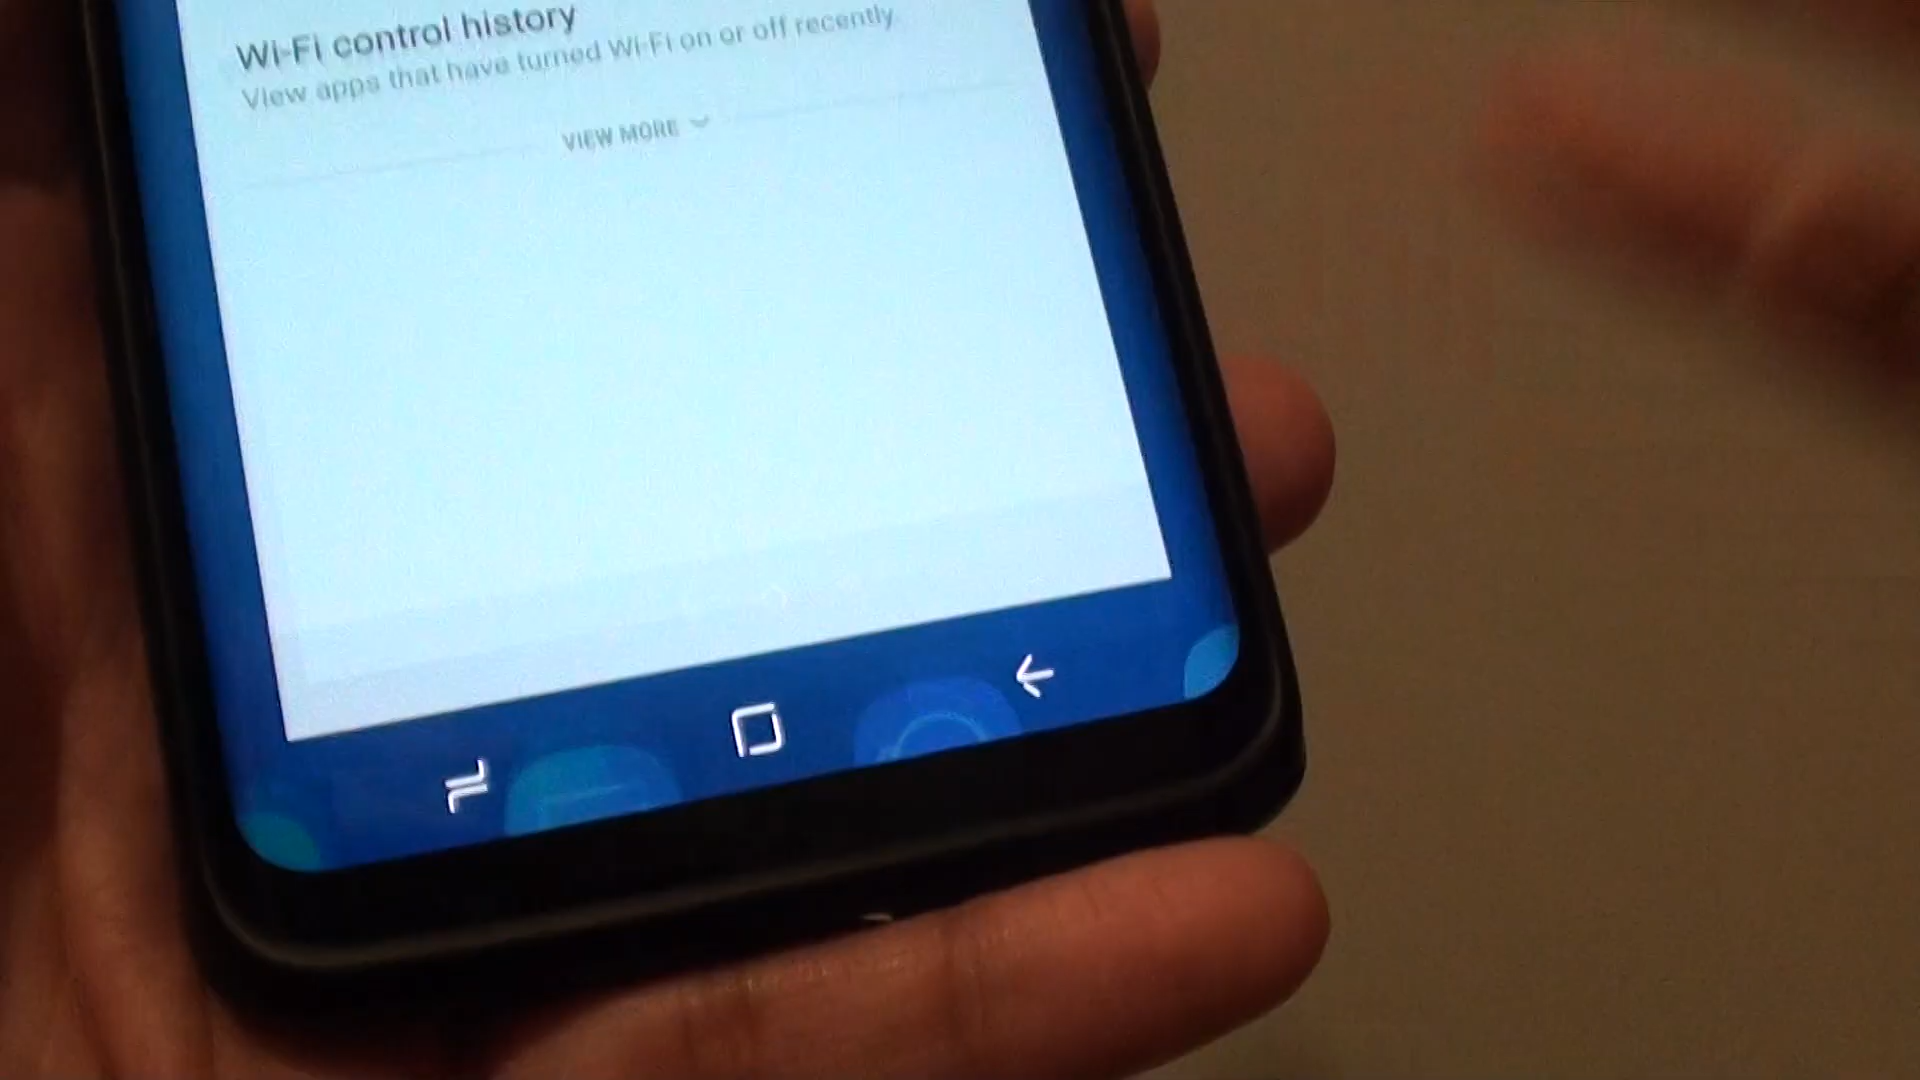 Wi-Fi control history
View apps that have turned Wi-Fi on or off recently.
VIEW MORE